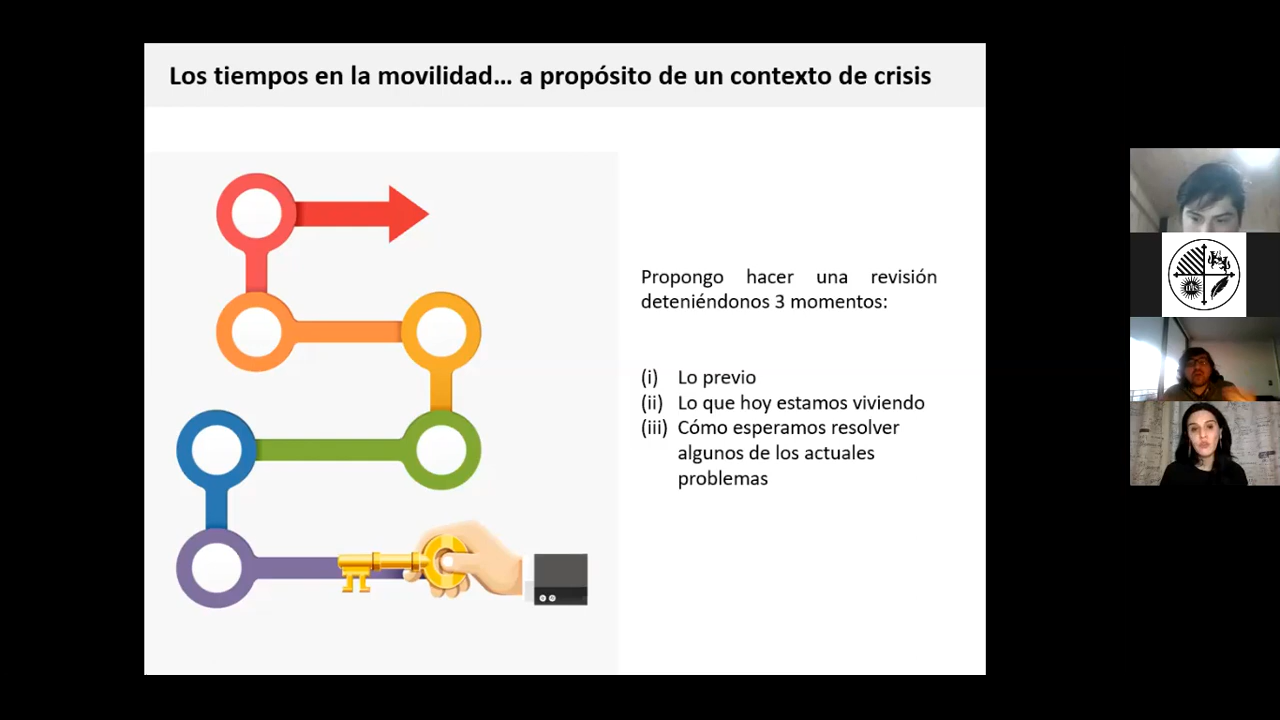 Los tiempos en la movilidad... a propósito de un contexto de crisis
Propongo hacer una revisión
deteniéndonos 3 momentos:
(i) Lo previo
(ii) Lo que hoy estamos viviendo
(iii) Cómo esperamos resolver
algunos de los actuales
problemas